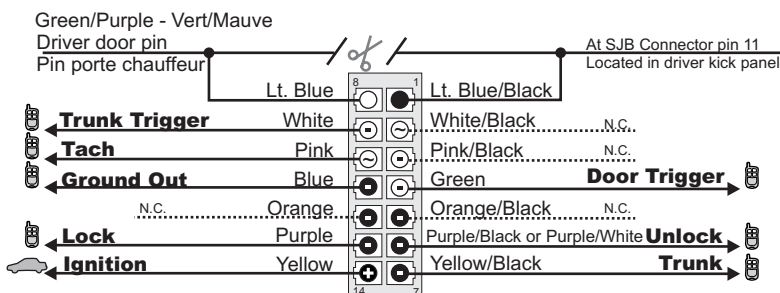 Green/Purple - Vert/Mauve
Driver door pin
Pin porte chauffeur
At SJB Connector pin 11
Located in driver kick panel
8 1
Lt. Blue Lt. Blue/Black
Trunk Trigger White White/Black N.C.
Tach Pink Pink/Black N.C.
Ground Out Blue Green Door Trigger
N.C. Orange Orange/Black N.C.
Lock Purple Purple/Black or Purple/White Unlock
Ignition Yellow Yellow/Black Trunk
14 7